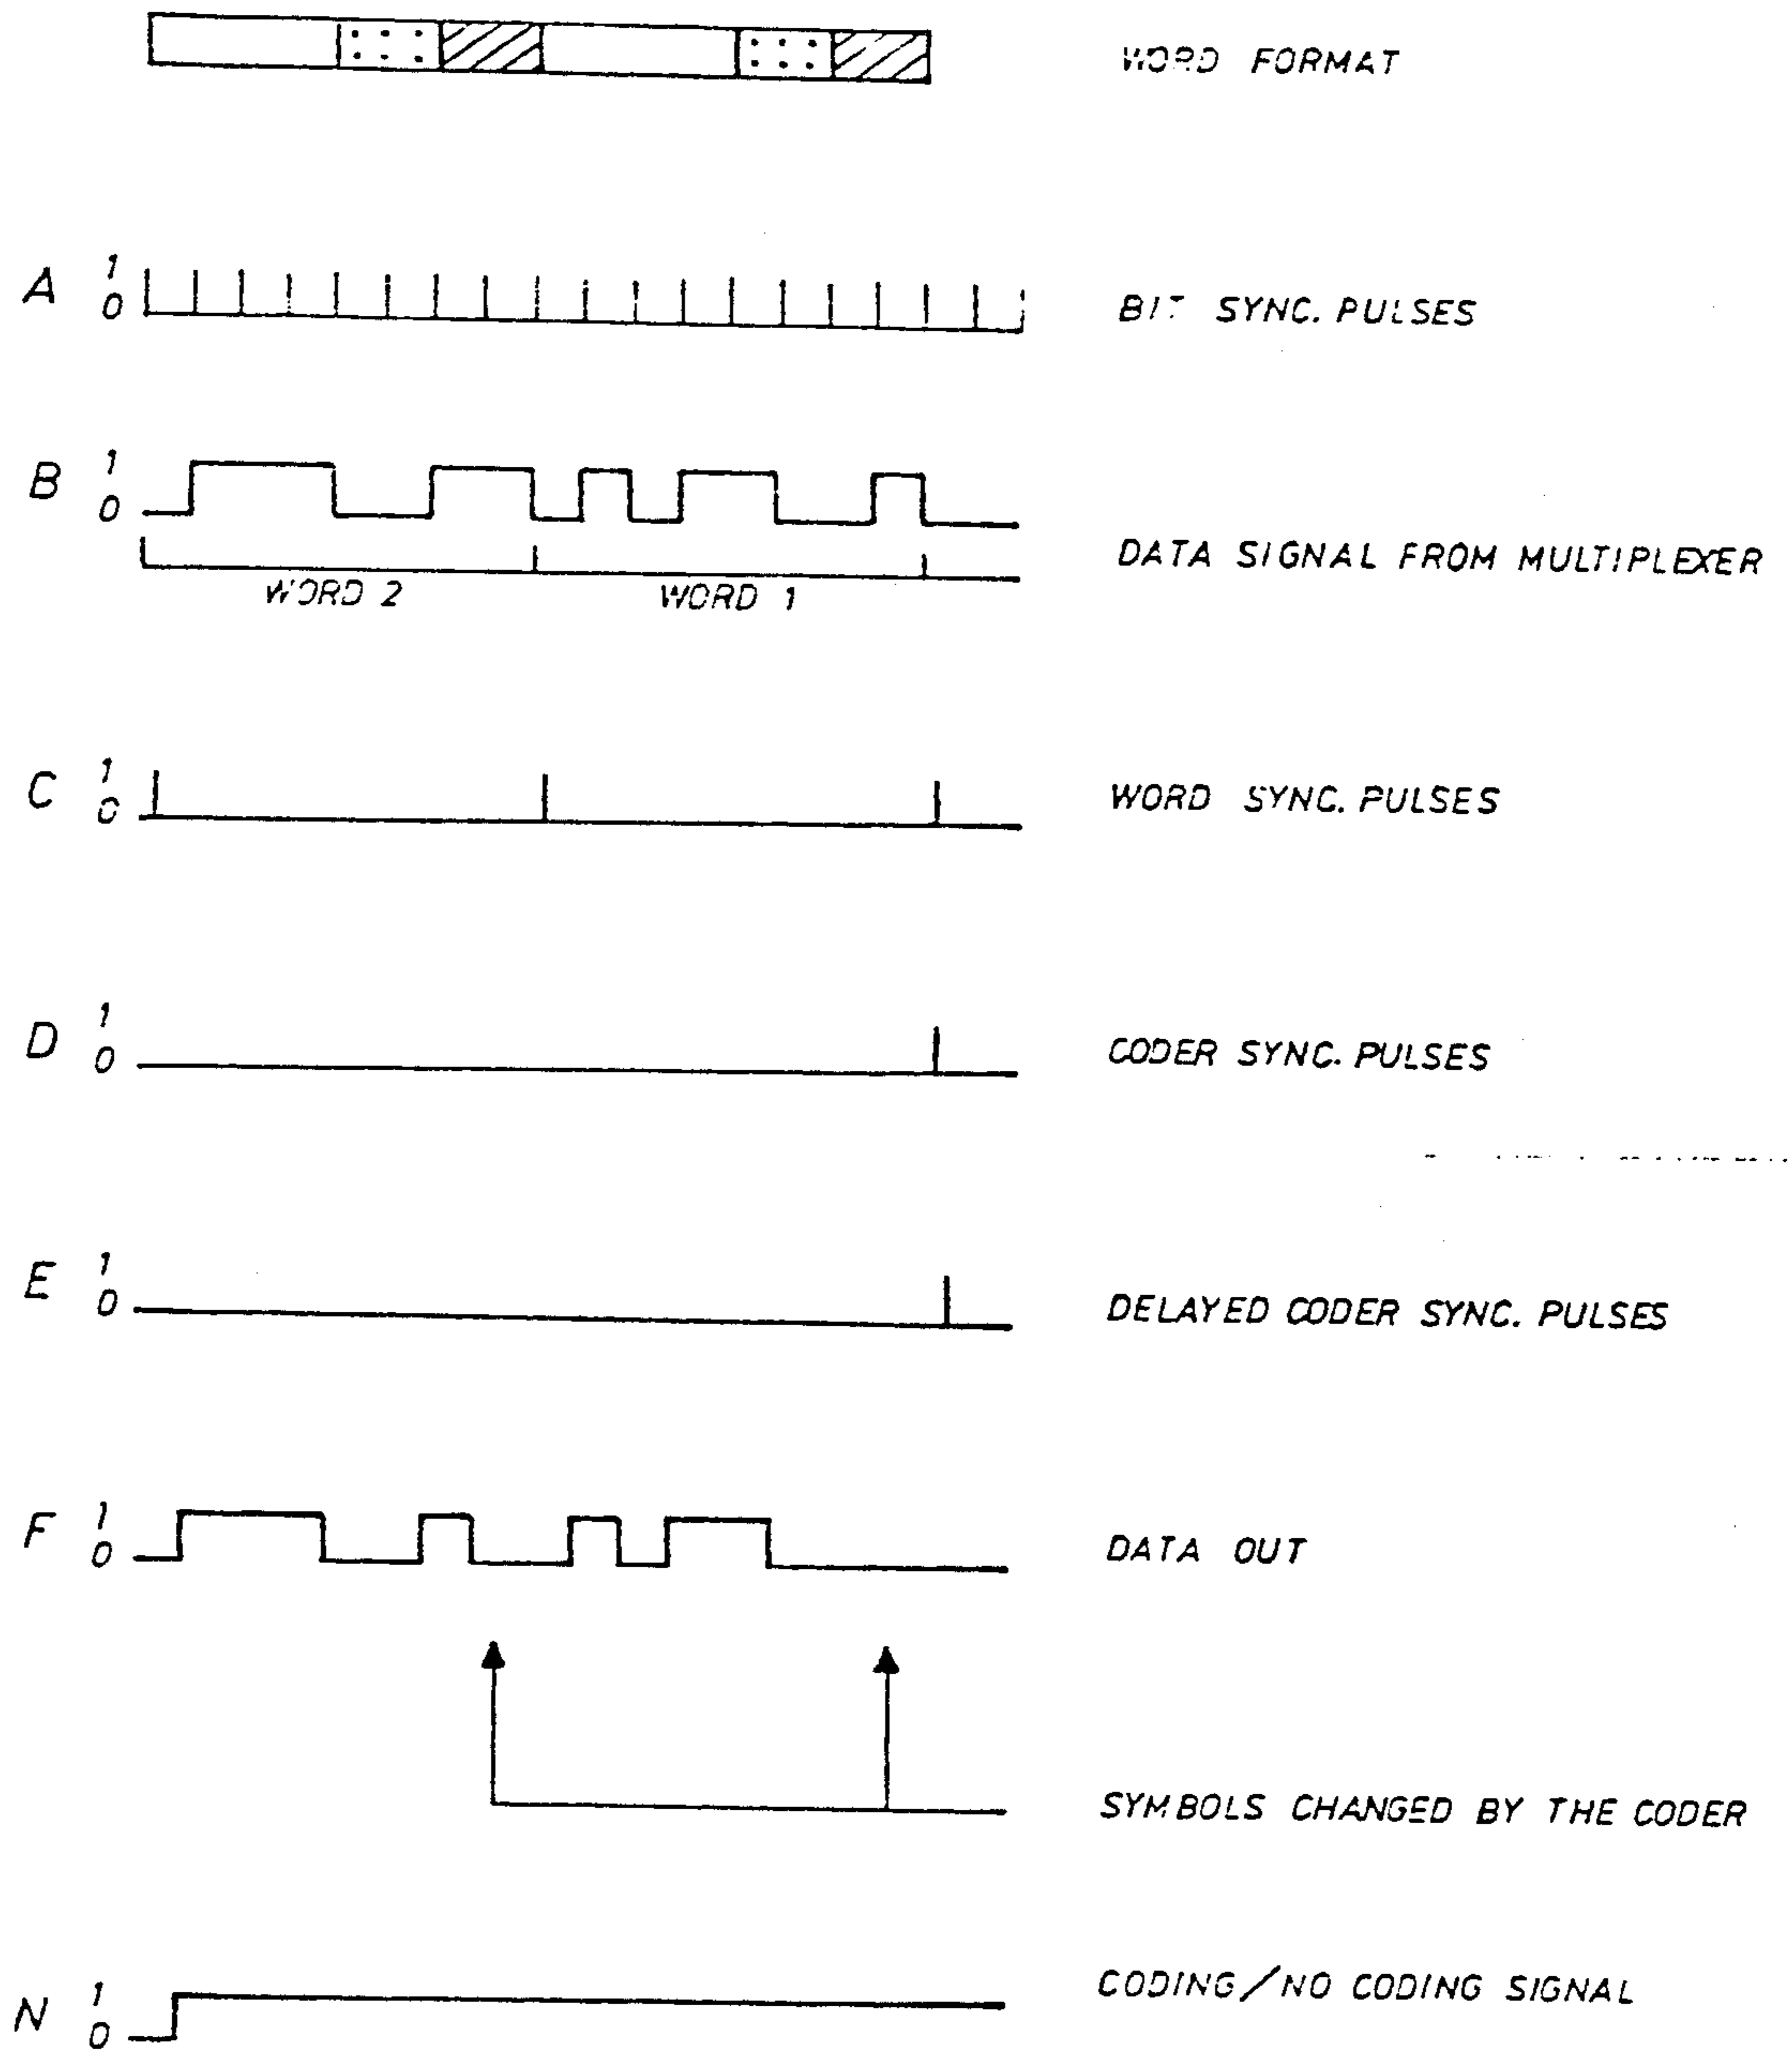 WORD FORMAT
A 1 0 BIT SYNC. PULSES
B 1 0
DATA SIGNAL FROM MULTIPLEXER
WORD 2 WORD 1
C 1 0 WORD SYNC. PULSES
D 1 0 CODER SYNC. PULSES
E 1 0 DELAYED CODER SYNC. PULSES
F 1 0 DATA OUT
SYMBOLS CHANGED BY THE CODER
N 1 0 CODING/NO CODING SIGNAL